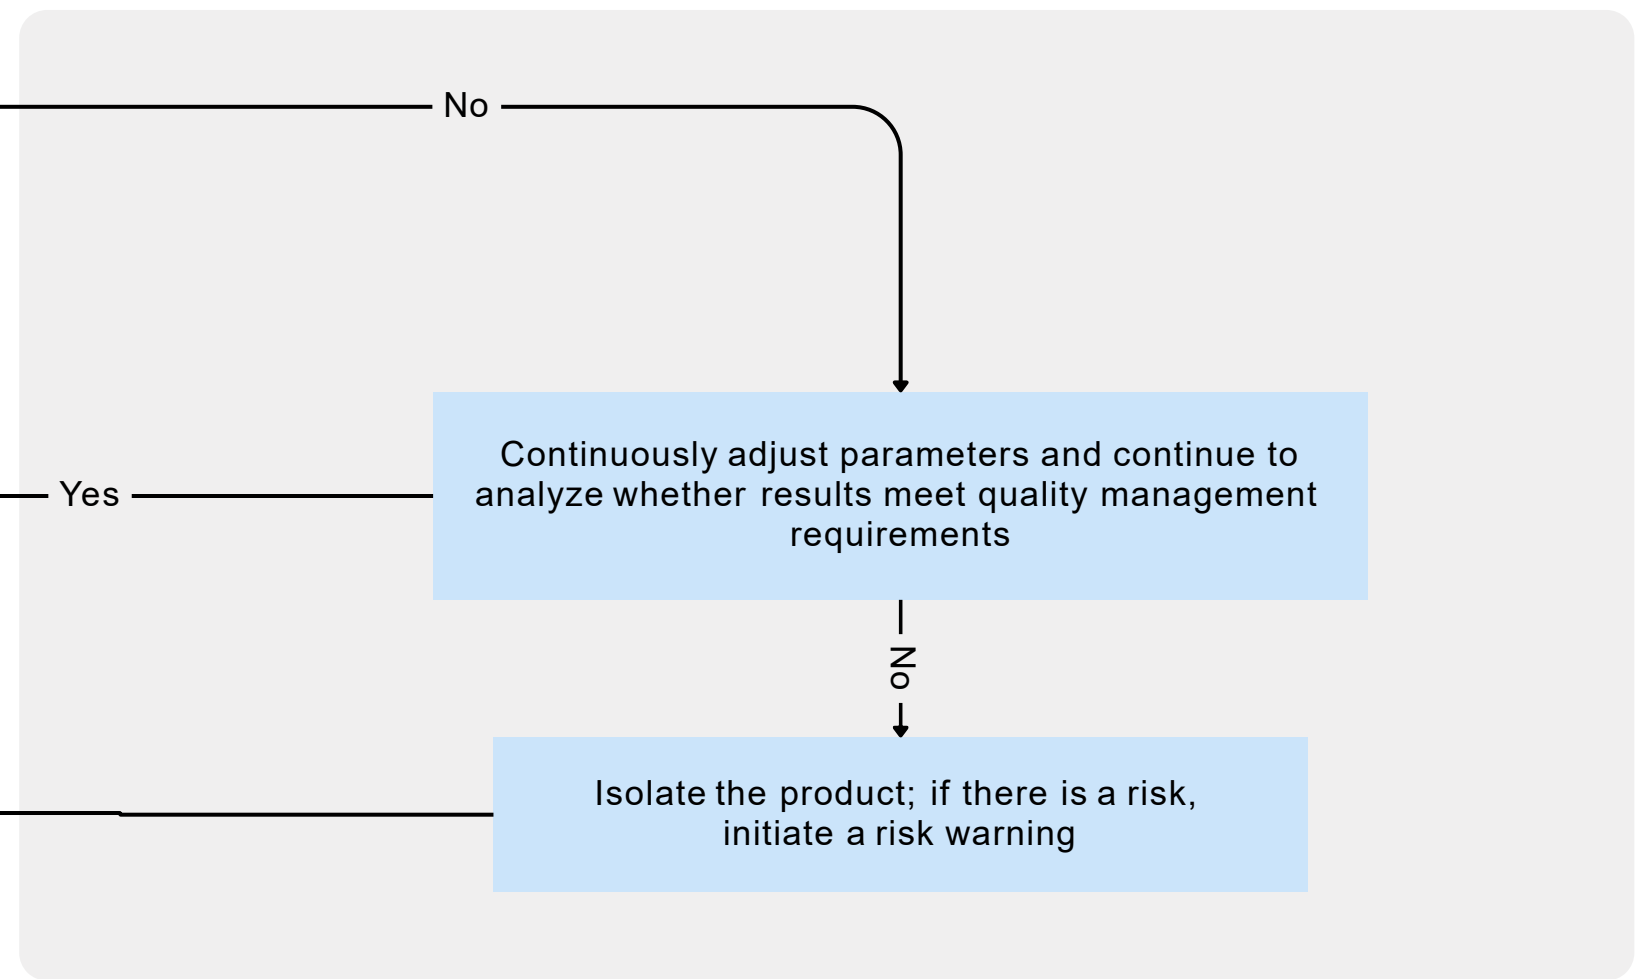 No
Continuously adjust parameters and continue to
analyze whether results meet quality management
requirements
Yes
No
Isolate the product; if there is a risk,
initiate a risk warning